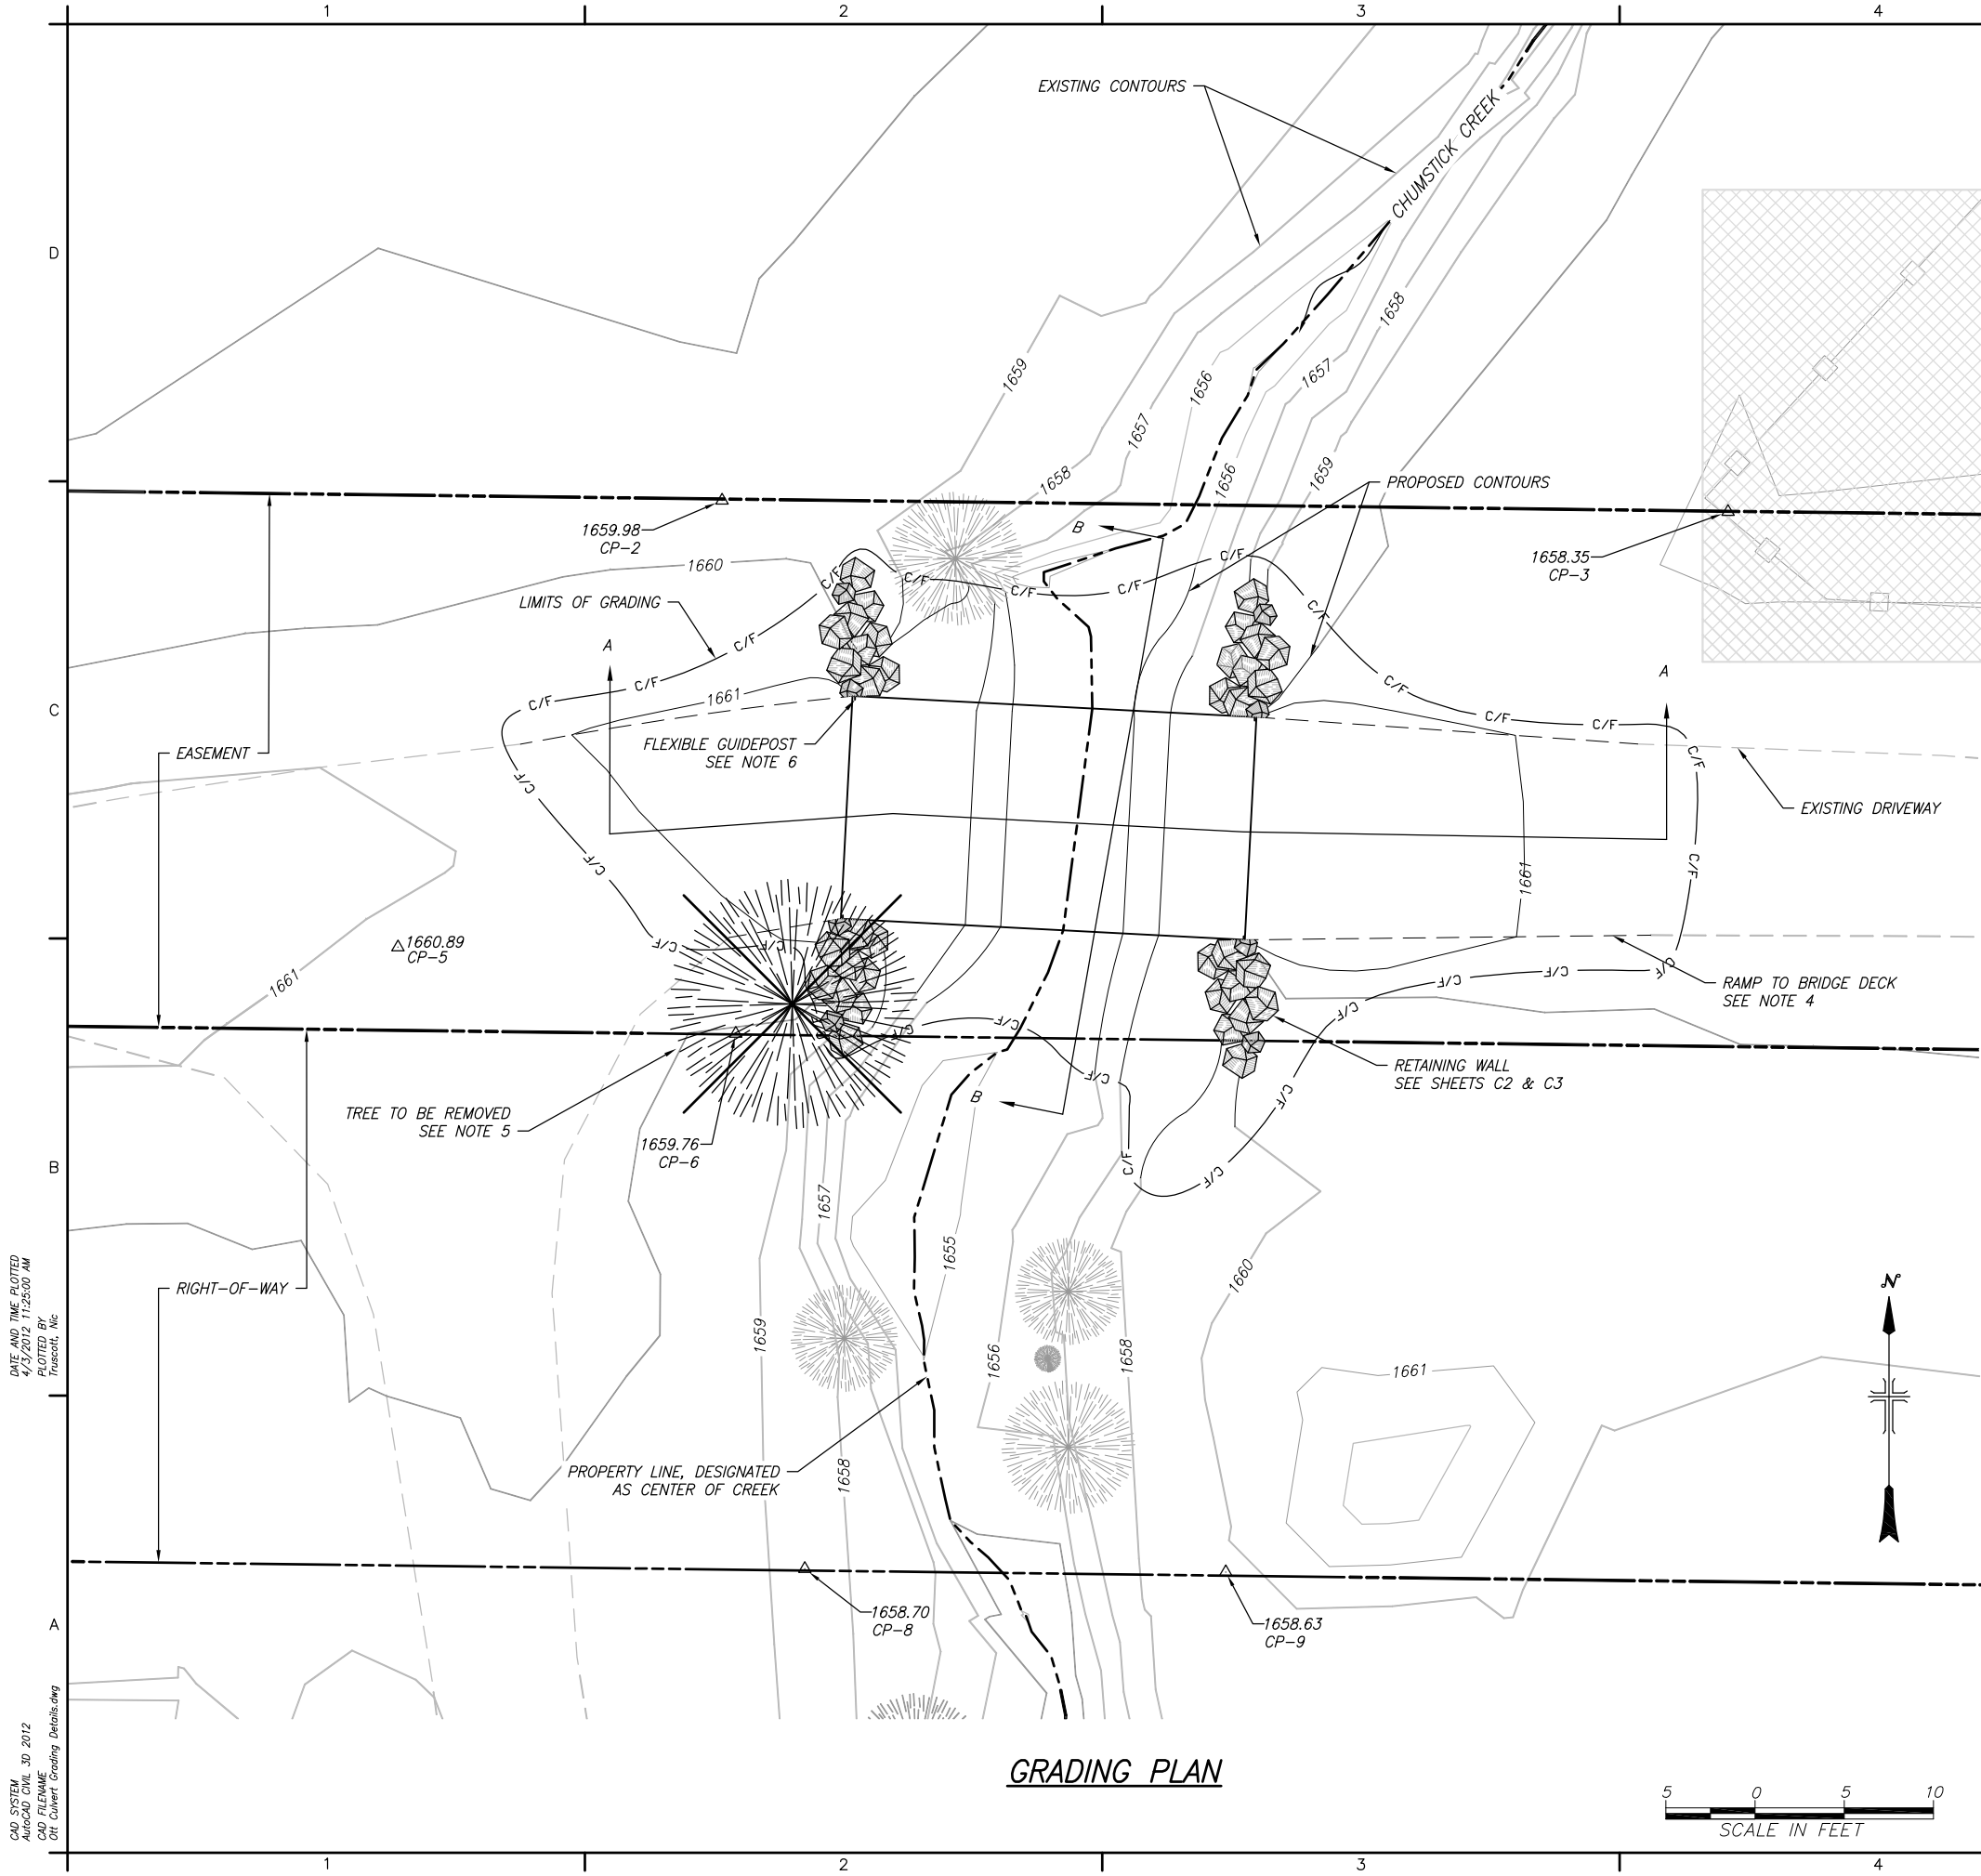 1 2 3 4
EXISTING CONTOURS
CHUMSTICK CREEK
D
1658
1659
1657
1656
1657
1658
1656
1659
PROPOSED CONTOURS
1659.98
CP-2
B
1658.35
CP-3
C/F
1660
C/F
C/F
C/F
C/F
LIMITS OF GRADING
C/F
C/F
A
A
C/F
C/F
1661
C/F
C/F
C/F
C
FLEXIBLE GUIDEPOST
SEE NOTE 6
EASEMENT
C/F
C/F
EXISTING DRIVEWAY
C/F
C/F
1661
1660.89
CP-5
C/F
C/F
C/F
C/F
C/F
1661
RAMP TO BRIDGE DECK
SEE NOTE 4
C/F
C/F
C/F
RETAINING WALL
SEE SHEETS C2 & C3
C/F
C/F
B
TREE TO BE REMOVED
SEE NOTE 5
1659.76
CP-6
C/F
C/F
B
1657
1655
1660
N
RIGHT-OF-WAY
DATE AND TIME PLOTTED
4/3/2012 11:25:00 AM
PLOTTED BY
Truscott, Nic
1659
1656
1658
1661
PROPERTY LINE, DESIGNATED
AS CENTER OF CREEK
1658
A
1658.70
CP-8
1658.63
CP-9
CAD SYSTEM
AutoCAD CIVIL 3D 2012
CAD FILENAME
Ott Culvert Grading Details.dwg
GRADING PLAN
5 0 5 10
SCALE IN FEET
1 2 3 4